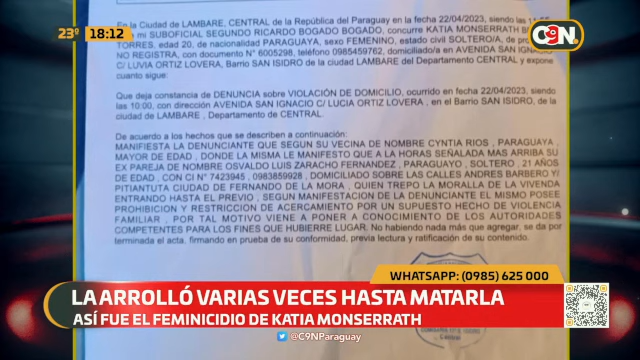 En la Ciudad de LAMBARE, CENTRAL de la República del Paraguay en la fecha 22/04/2023, siendo las
mi SUBOFICIAL SEGUNDO RICARDO BOGADO BOGADO, concurre KATIA MONSERRATH
TORRES, edad 20, de nacionalidad PARAGUAYA, sexo FEMENINO, estado civil SOLTERO/A, de
NO REGISTRA, con documento N° 6005298, telefono 0985459762, domiciliado/a en AVENIDA SAN IGNACIO
C/ LUVIA ORTIZ LOVERA, Barrio SAN ISIDRO de la ciudad LAMBARE del Departamento CENTRAL y expone
cuanto sigue:
Que deja constancia de DENUNCIA sobre VIOLACIÓN DE DOMICILIO, ocurrido en fecha 22/04/2023, siendo
las 10:00, con dirección AVENIDA SAN IGNACIO C/ LUCIA ORTIZ LOVERA , en el Barrio SAN ISIDRO, de la
ciudad de LAMBARE , Departamento de CENTRAL.
De acuerdo a los hechos que se describen a continuación:
MANIFIESTA LA DENUNCIANTE QUE SEGUN SU VECINA DE NOMBRE CYNTIA RIOS , PARAGUAYA ,
MAYOR DE EDAD , DONDE LA MISMA LE MANIFESTO QUE A LA HORAS SEÑALADA MAS ARRIBA SU
EX PAREJA DE NOMBRE OSVALDO LUIS ZARACHO FERNANDEZ , PARAGUAYO , SOLTERO , 21 AÑOS
DE EDAD , CON CI N° 7423945 , 0983859928 , DOMICILIADO SOBRE LAS CALLES ANDRES BARBERO Y/
PITIANTUTA CIUDAD DE FERNANDO DE LA MORA , QUIEN TREPO LA MORALLA DE LA VIVENDA
ENTRANDO HASTA EL PREVIO , SEGUN MANIFESTACION DE LA DENUNCIANTE EL MISMO POSEE
PROHIBICION Y RESTRICCION DE ACERCAMIENTO POR UN SUPUESTO HECHO DE VIOLENCIA
FAMILIAR , POR TAL MOTIVO VIENE A PONER A CONOCIMIENTO DE LOS AUTORIDADES
COMPETENTES PARA LOS FINES QUE HUBIERRE LUGAR. No habiendo nada más que agregar, se da por
terminada el acta, firmando en prueba de su conformidad, previa lectura y ratificación de su contenido.
23° 18:12
C9N
WHATSAPP: (0985) 625 000
LA ARROLLÓ VARIAS VECES HASTA MATARLA
ASÍ FUE EL FEMINICIDIO DE KATIA MONSERRATH
@C9NParaguay